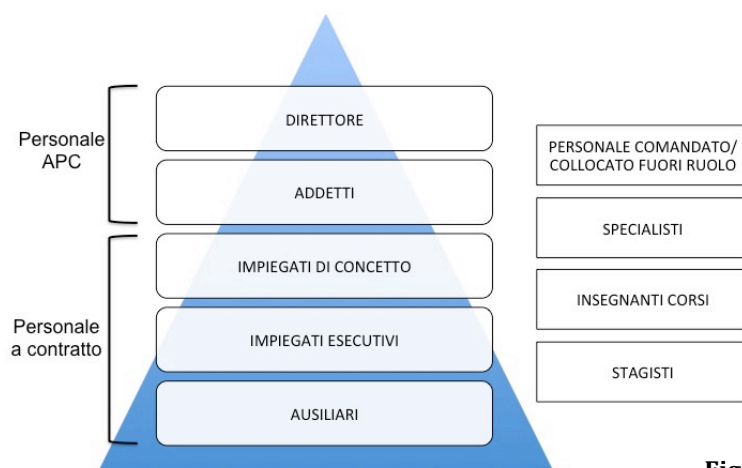 Personale
APC
DIRETTORE
ADDETTI
Personale
a contratto
IMPIEGATI DI CONCETTO
IMPIEGATI ESECUTIVI
AUSILIARI
PERSONALE COMANDATO/
COLLOCATO FUORI RUOLO
SPECIALISTI
INSEGNANTI CORSI
STAGISTI